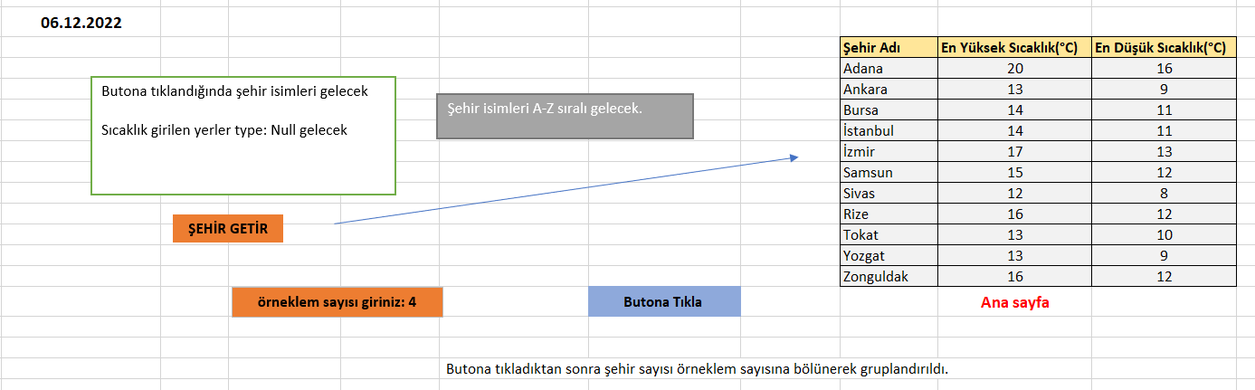 06.12.2022
Butona tıklandığında şehir isimleri gelecek
Sıcaklık girilen yerler type: Null gelecek
Şehir isimleri A-Z sıralı gelecek.
ŞEHİR GETİR
örneklem sayısı giriniz: 4
Butona Tıkla
Şehir Adı En Yüksek Sıcaklık(°C) En Düşük Sıcaklık(°C)
Adana 20 16
Ankara 13 9
Bursa 14 11
İstanbul 14 11
İzmir 17 13
Samsun 15 12
Sivas 12 8
Rize 16 12
Tokat 13 10
Yozgat 13 9
Zonguldak 16 12
Ana sayfa
Butona tıkladıktan sonra şehir sayısı örneklem sayısına bölünerek gruplandırıldı.